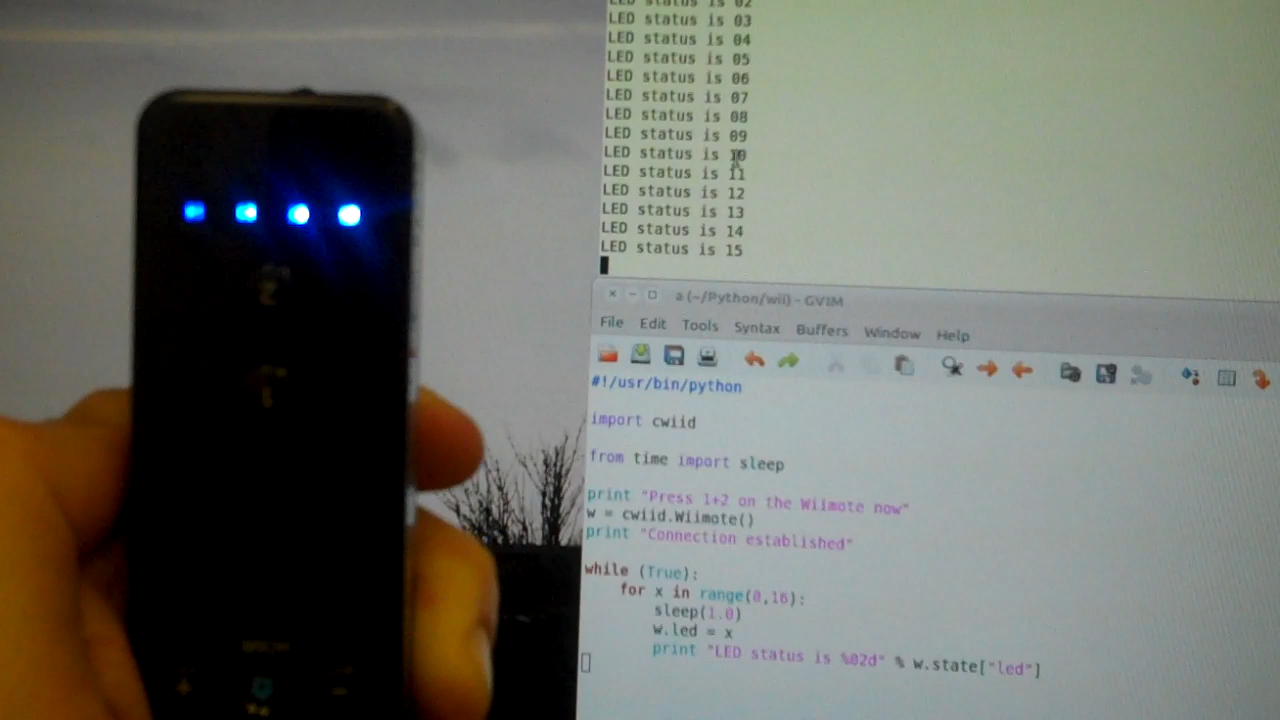 LED status is 02
LED status is 03
LED status is 04
LED status is 05
LED status is 06
LED status is 07
LED status is 08
LED status is 09
LED status is 10
LED status is 11
LED status is 12
LED status is 13
LED status is 14
LED status is 15
a (~/Python/wii) - GVIM
File Edit Tools Syntax Buffers Window Help
#!/usr/bin/python
import cwiid
from time import sleep
print "Press 1+2 on the Wiimote now"
w = cwiid.Wiimote()
print "Connection established"
while (True):
for x in range(0,16):
sleep(1.0)
w.led = x
print "LED status is %02d" % w.state["led"]